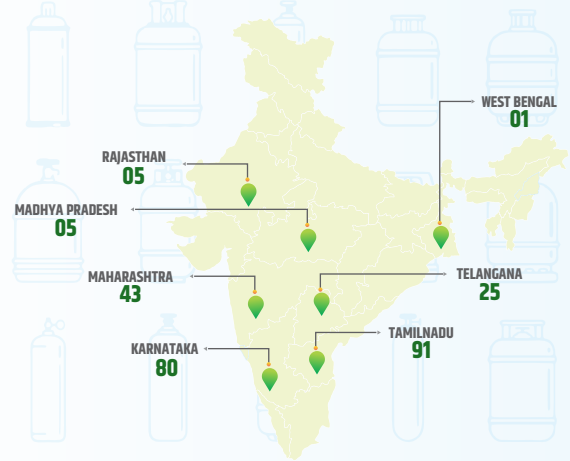 WEST BENGAL
01
RAJASTHAN
05
MADHYA PRADESH
05
MAHARASHTRA
43
TELANGANA
25
TAMILNADU
91
KARNATAKA
80